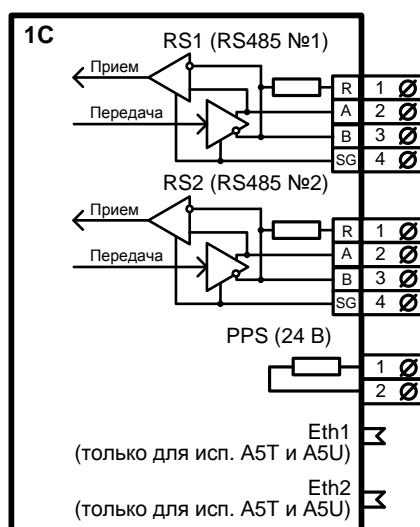 1С
RS1 (RS485 №1)
Прием
Передача
R 1
A 2
B 3
SG 4
RS2 (RS485 №2)
Прием
Передача
R 1
A 2
B 3
SG 4
PPS (24 В)
1
2
Eth1
(только для исп. А5Т и А5U)
Eth2
(только для исп. А5Т и А5U)